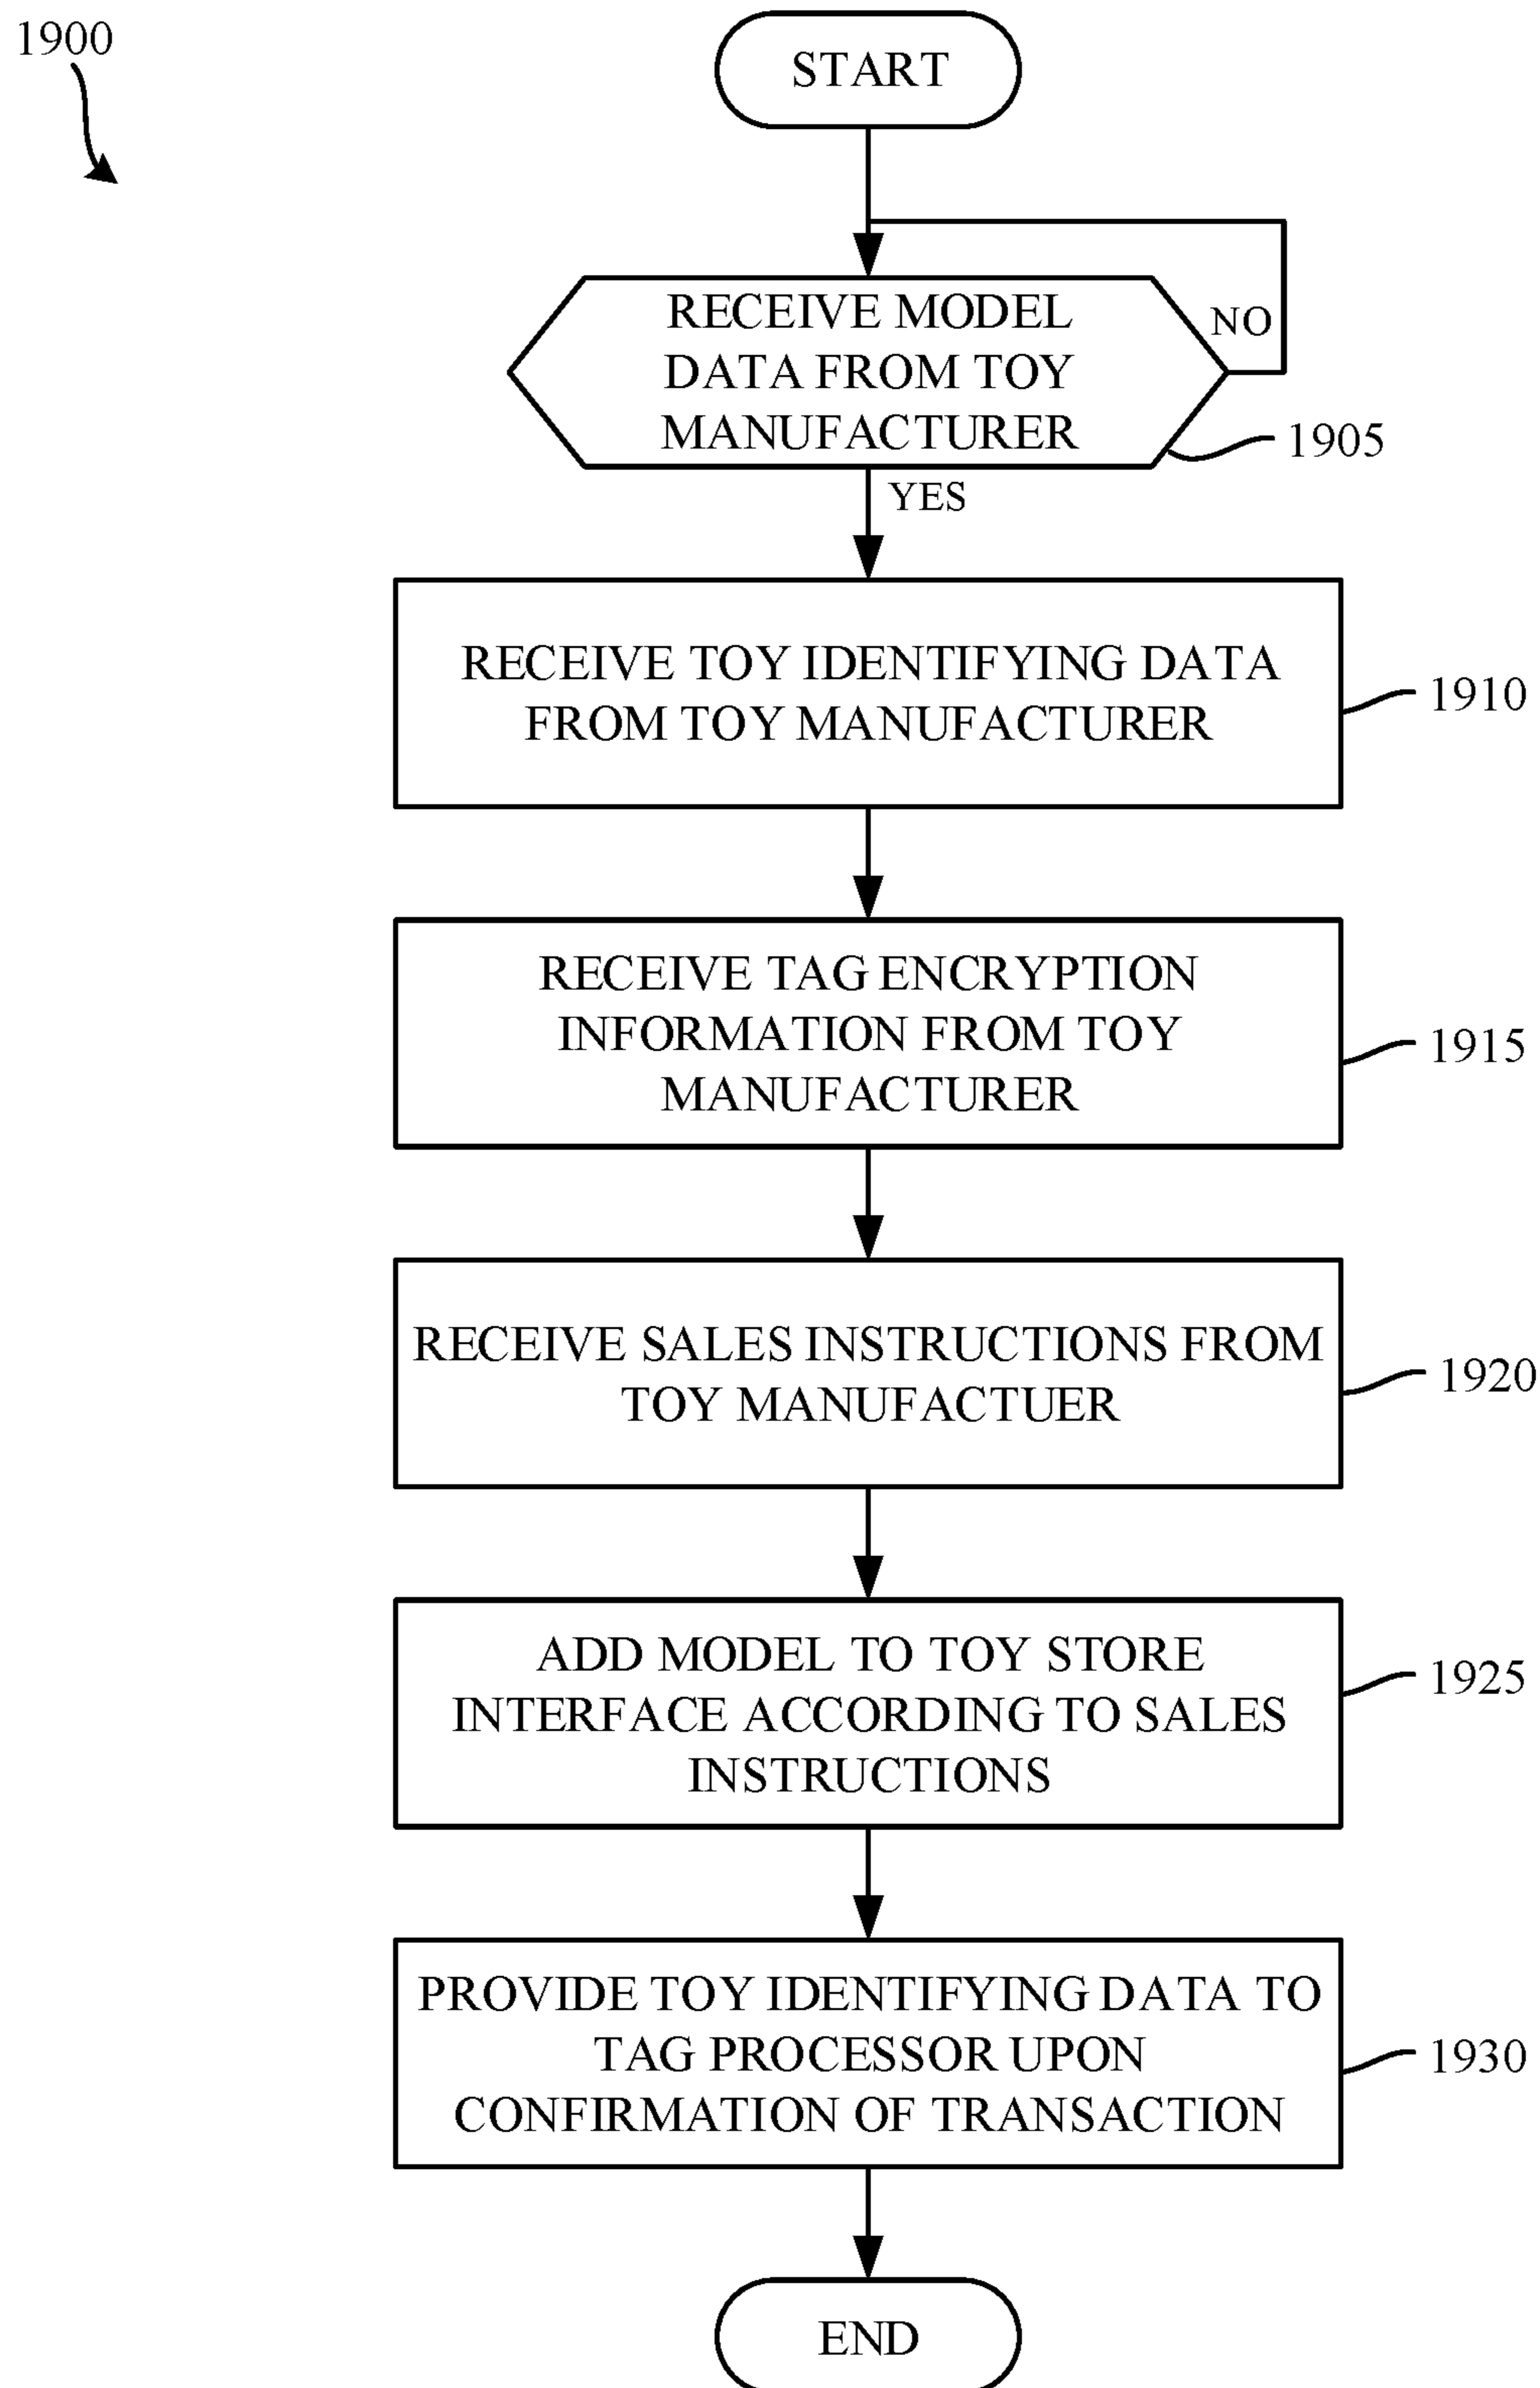 1900
START
RECEIVE MODEL
DATA FROM TOY
MANUFACTURER
NO
1905
YES
RECEIVE TOY IDENTIFYING DATA
FROM TOY MANUFACTURER
1910
RECEIVE TAG ENCRYPTION
INFORMATION FROM TOY
MANUFACTURER
1915
RECEIVE SALES INSTRUCTIONS FROM
TOY MANUFACTUER
1920
ADD MODEL TO TOY STORE
INTERFACE ACCORDING TO SALES
INSTRUCTIONS
1925
PROVIDE TOY IDENTIFYING DATA TO
TAG PROCESSOR UPON
CONFIRMATION OF TRANSACTION
1930
END